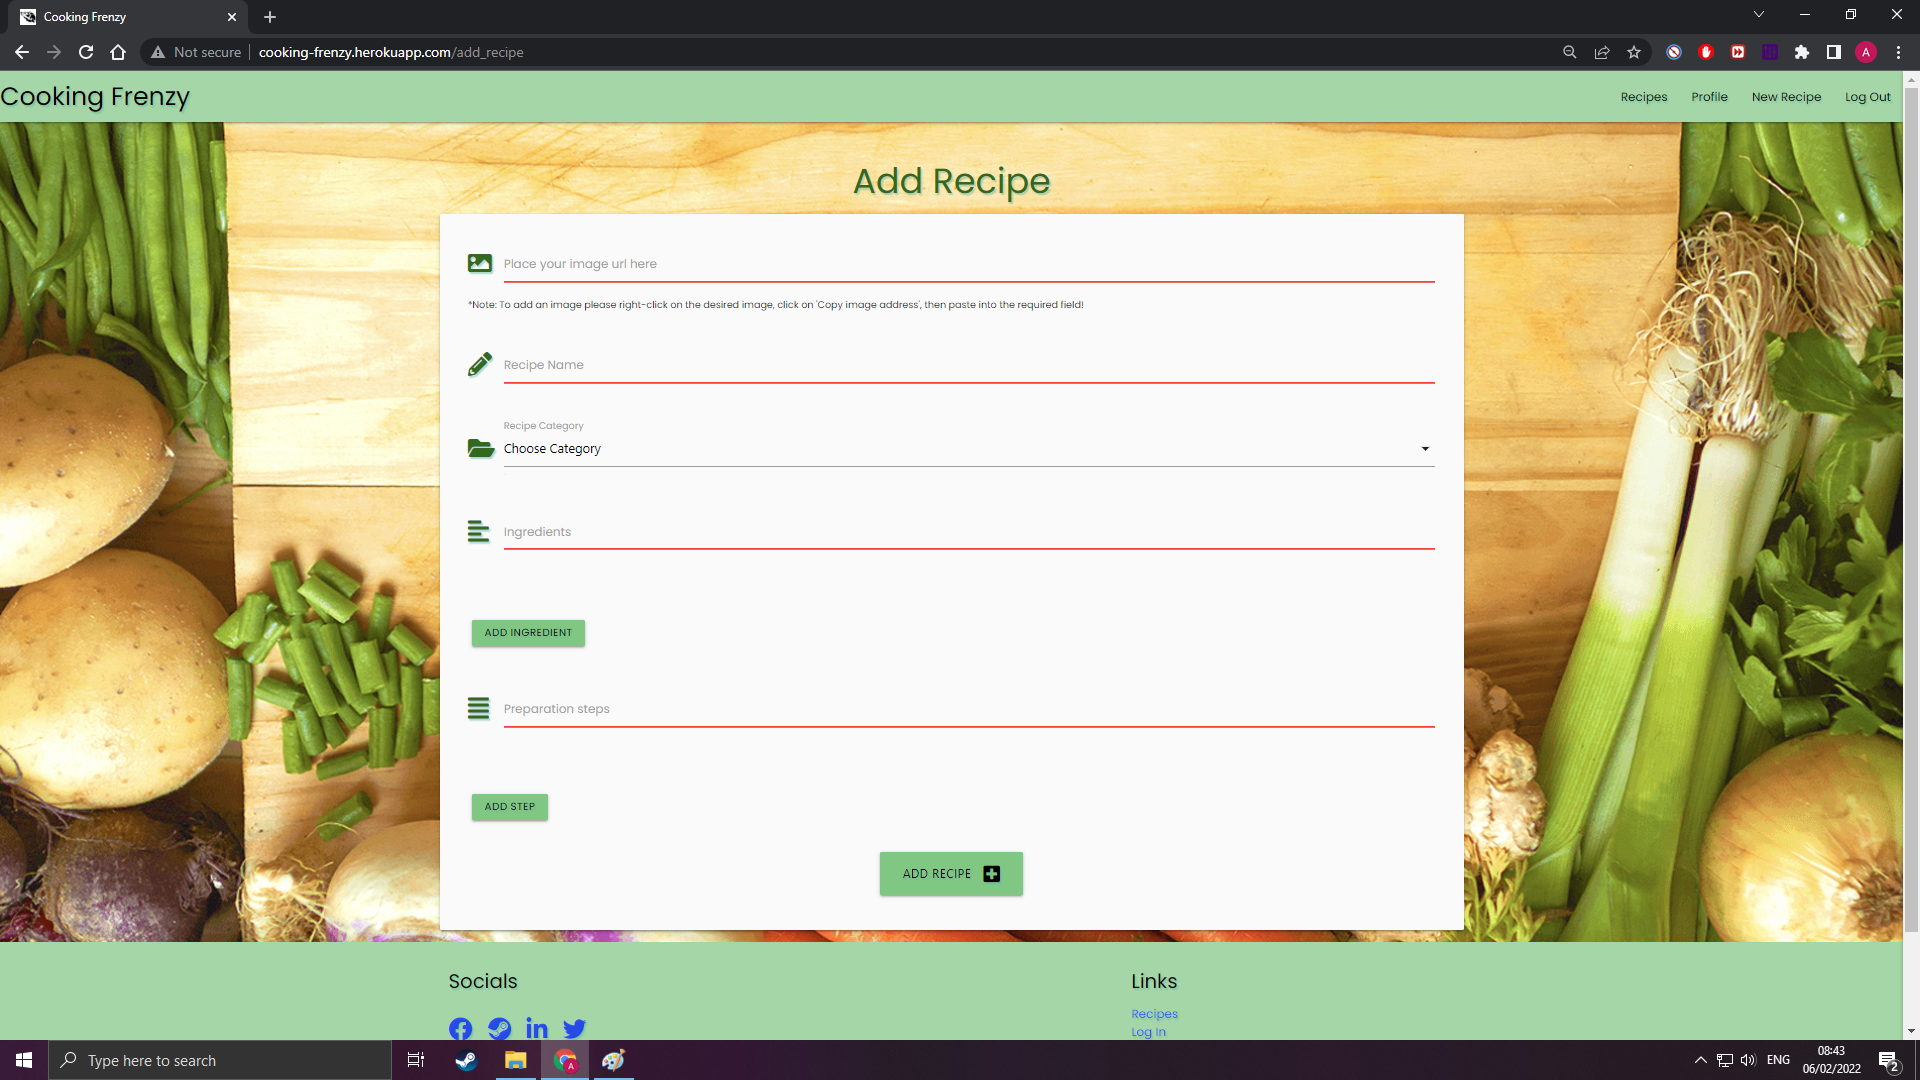 Cooking Frenzy
Not secure
cooking-frenzy.herokuapp.com/add_recipe
A
Cooking Frenzy
Recipes
Profile
New Recipe
Log Out
Add Recipe
Place your image url here
*Note: To add an image please right-click on the desired image, click on 'Copy image address', then paste into the required field!
Recipe Name
Recipe Category
Choose Category
Ingredients
ADD INGREDIENT
Preparation steps
ADD STEP
ADD RECIPE
Socials
Links
Recipes
Log In
Type here to search
A
ENG
08:43
06/02/2022
2